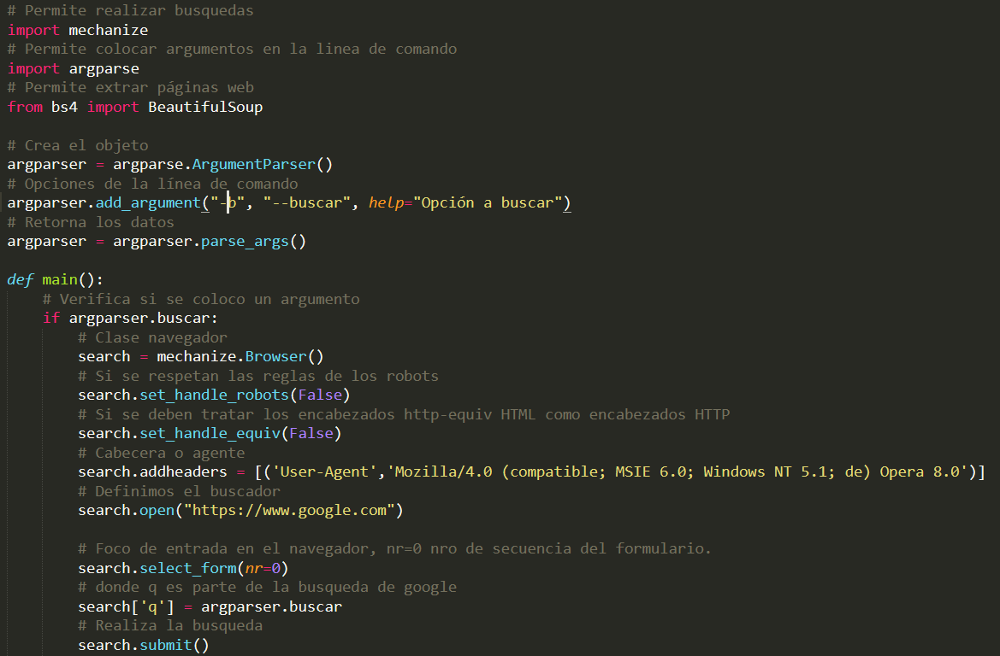 # Permite realizar busquedas
import mechanize
# Permite colocar argumentos en la linea de comando
import argparse
# Permite extrar páginas web
from bs4 import BeautifulSoup
# Crea el objeto
argparser = argparse.ArgumentParser()
# Opciones de la línea de comando
argparser.add_argument("-b", "--buscar", help="Opción a buscar")
# Retorna los datos
argparser = argparser.parse_args()
def main():
# Verifica si se coloco un argumento
if argparser.buscar:
# Clase navegador
search = mechanize.Browser()
# Si se respetan las reglas de los robots
search.set_handle_robots(False)
# Si se deben tratar los encabezados http-equiv HTML como encabezados HTTP
search.set_handle_equiv(False)
# Cabecera o agente
search.addheaders = [('User-Agent','Mozilla/4.0 (compatible; MSIE 6.0; Windows NT 5.1; de) Opera 8.0')]
# Definimos el buscador
search.open("https://www.google.com")
# Foco de entrada en el navegador, nr=0 nro de secuencia del formulario.
search.select_form(nr=0)
# donde q es parte de la busqueda de google
search['q'] = argparser.buscar
# Realiza la busqueda
search.submit()